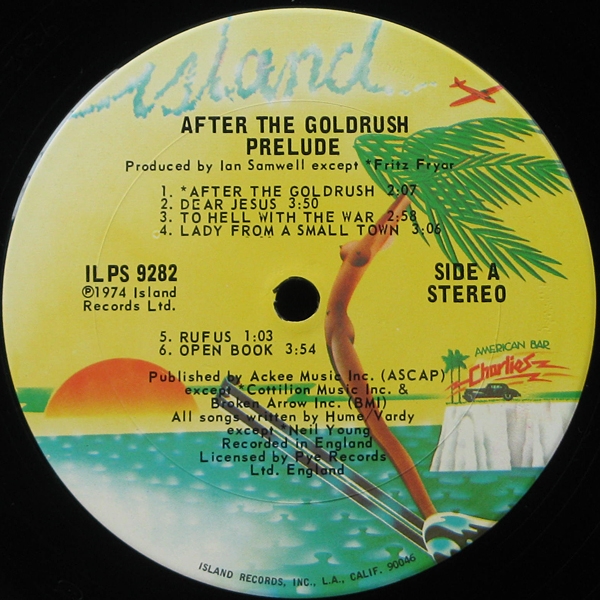 island
AFTER THE GOLDRUSH
PRELUDE
Produced by Ian Samwell except *Fritz Fryar
1. *AFTER THE GOLDRUSH 2:07
2. DEAR JESUS 3:50
3. TO HELL WITH THE WAR 2:58
4. LADY FROM A SMALL TOWN 3:06
ILPS 9282
℗1974 Island
Records Ltd.
SIDE A
STEREO
5. RUFUS 1:03
6. OPEN BOOK 3:54
AMERICAN BAR
Charlies
Published by Ackee Music Inc. (ASCAP)
except *Cottilion Music Inc. &
Broken Arrow Inc. (BMI)
All songs written by Hume/Vardy
except *Neil Young
Recorded in England
Licensed by Pye Records
Ltd. England
ISLAND RECORDS, INC., L.A., CALIF. 90046